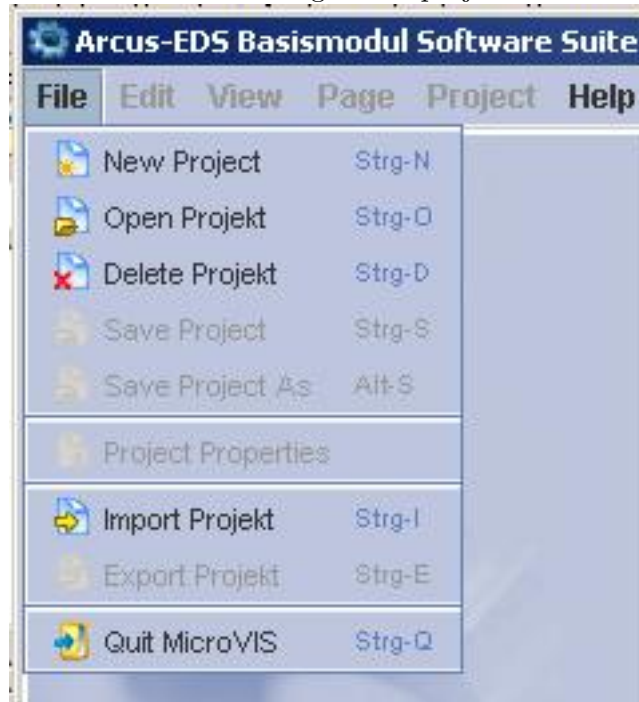 Arcus-EDS Basismodul Software Suite
File Edit View Page Project Help
New Project Strg-N
Open Projekt Strg-O
Delete Projekt Strg-D
Save Project Strg-S
Save Project As Alt-S
Project Properties
Import Projekt Strg-I
Export Projekt Strg-E
Quit MicroVIS Strg-Q